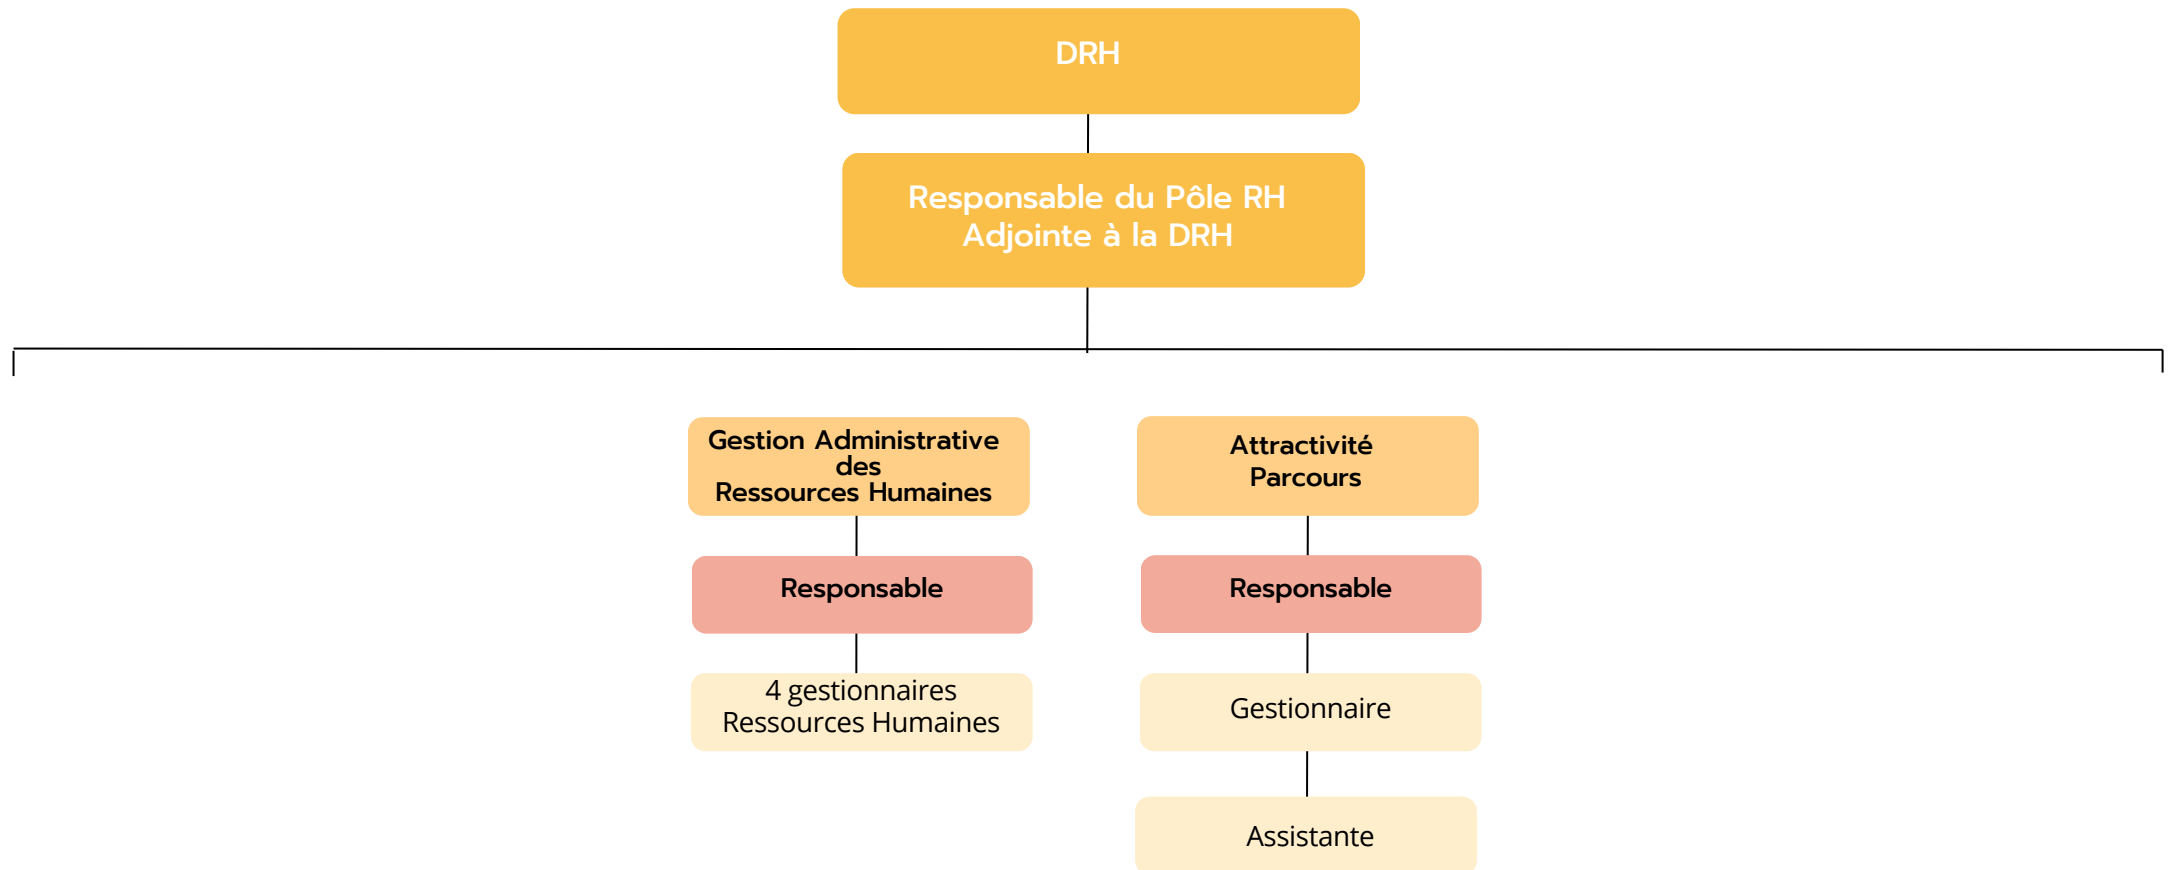 DRH
Responsable du Pôle RH
Adjointe à la DRH
Gestion Administrative
des
Ressources Humaines
Responsable
4 gestionnaires
Ressources Humaines
Attractivité
Parcours
Responsable
Gestionnaire
Assistante